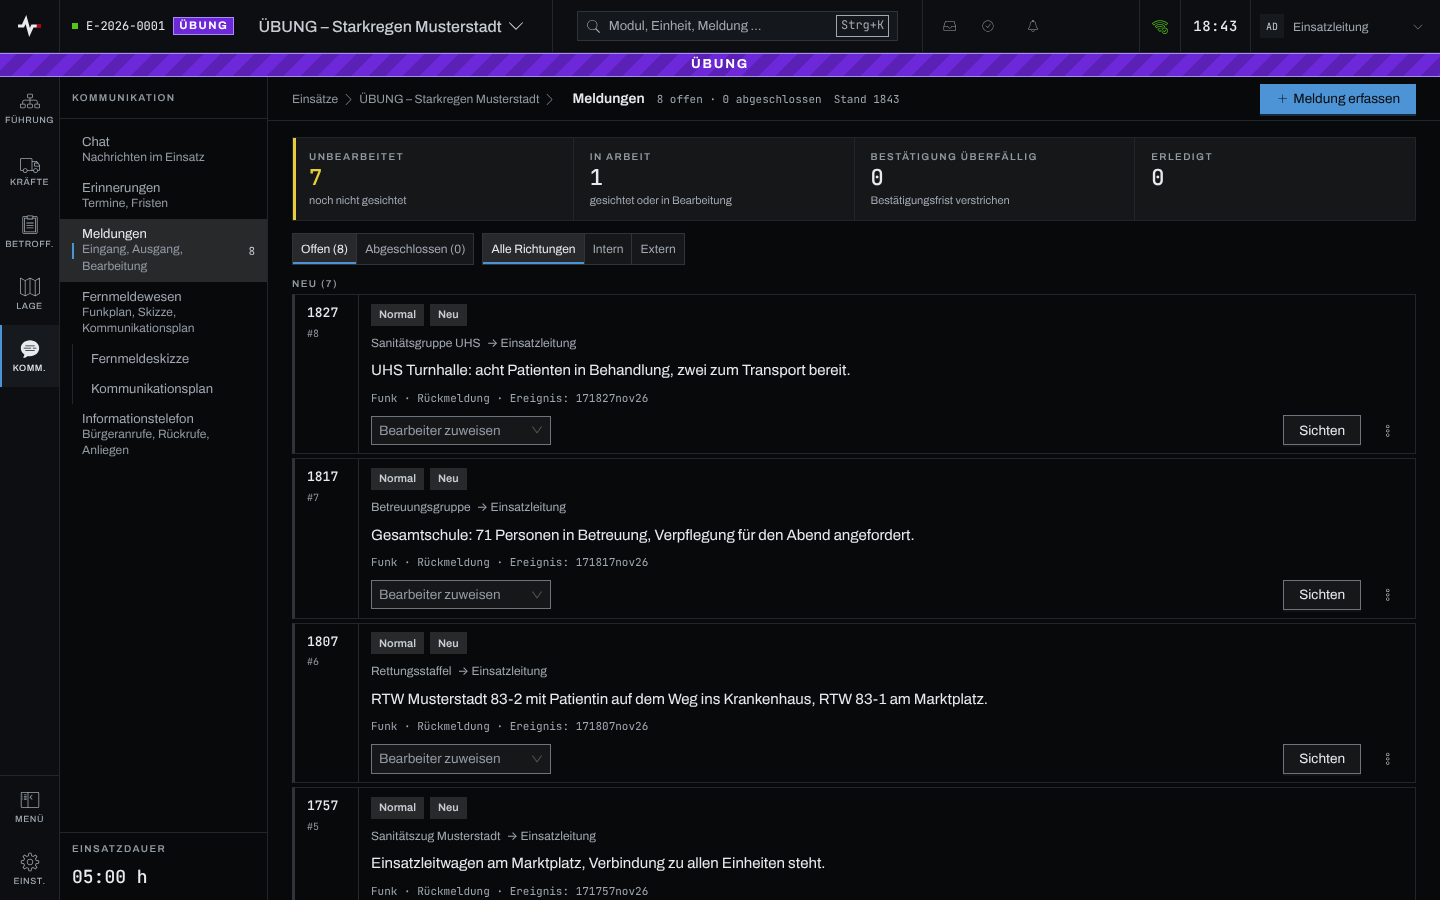 E-2026-0001 ÜBUNG ÜBUNG – Starkregen Musterstadt
Modul, Einheit, Meldung ... Strg+K
18:43 AD Einsatzleitung
ÜBUNG
FÜHRUNG
KRÄFTE
BETROFF.
LAGE
KOMM.
MENÜ
EINST.
KOMMUNIKATION
Chat
Nachrichten im Einsatz
Erinnerungen
Termine, Fristen
Meldungen
Eingang, Ausgang, 8
Bearbeitung
Fernmeldewesen
Funkplan, Skizze,
Kommunikationsplan
Fernmeldeskizze
Kommunikationsplan
Informationstelefon
Bürgeranrufe, Rückrufe,
Anliegen
EINSATZDAUER
05:00 h
Einsätze ÜBUNG – Starkregen Musterstadt Meldungen 8 offen · 0 abgeschlossen Stand 1843
+ Meldung erfassen
UNBEARBEITET
7
noch nicht gesichtet
IN ARBEIT
1
gesichtet oder in Bearbeitung
BESTÄTIGUNG ÜBERFÄLLIG
0
Bestätigungsfrist verstrichen
ERLEDIGT
0
Offen (8) Abgeschlossen (0) Alle Richtungen Intern Extern
NEU (7)
1827 Normal Neu
#8
Sanitätsgruppe UHS → Einsatzleitung
UHS Turnhalle: acht Patienten in Behandlung, zwei zum Transport bereit.
Funk · Rückmeldung · Ereignis: 171827nov26
Bearbeiter zuweisen Sichten
1817 Normal Neu
#7
Betreuungsgruppe → Einsatzleitung
Gesamtschule: 71 Personen in Betreuung, Verpflegung für den Abend angefordert.
Funk · Rückmeldung · Ereignis: 171817nov26
Bearbeiter zuweisen Sichten
1807 Normal Neu
#6
Rettungsstaffel → Einsatzleitung
RTW Musterstadt 83-2 mit Patientin auf dem Weg ins Krankenhaus, RTW 83-1 am Marktplatz.
Funk · Rückmeldung · Ereignis: 171807nov26
Bearbeiter zuweisen Sichten
1757 Normal Neu
#5
Sanitätszug Musterstadt → Einsatzleitung
Einsatzleitwagen am Marktplatz, Verbindung zu allen Einheiten steht.
Funk · Rückmeldung · Ereignis: 171757nov26